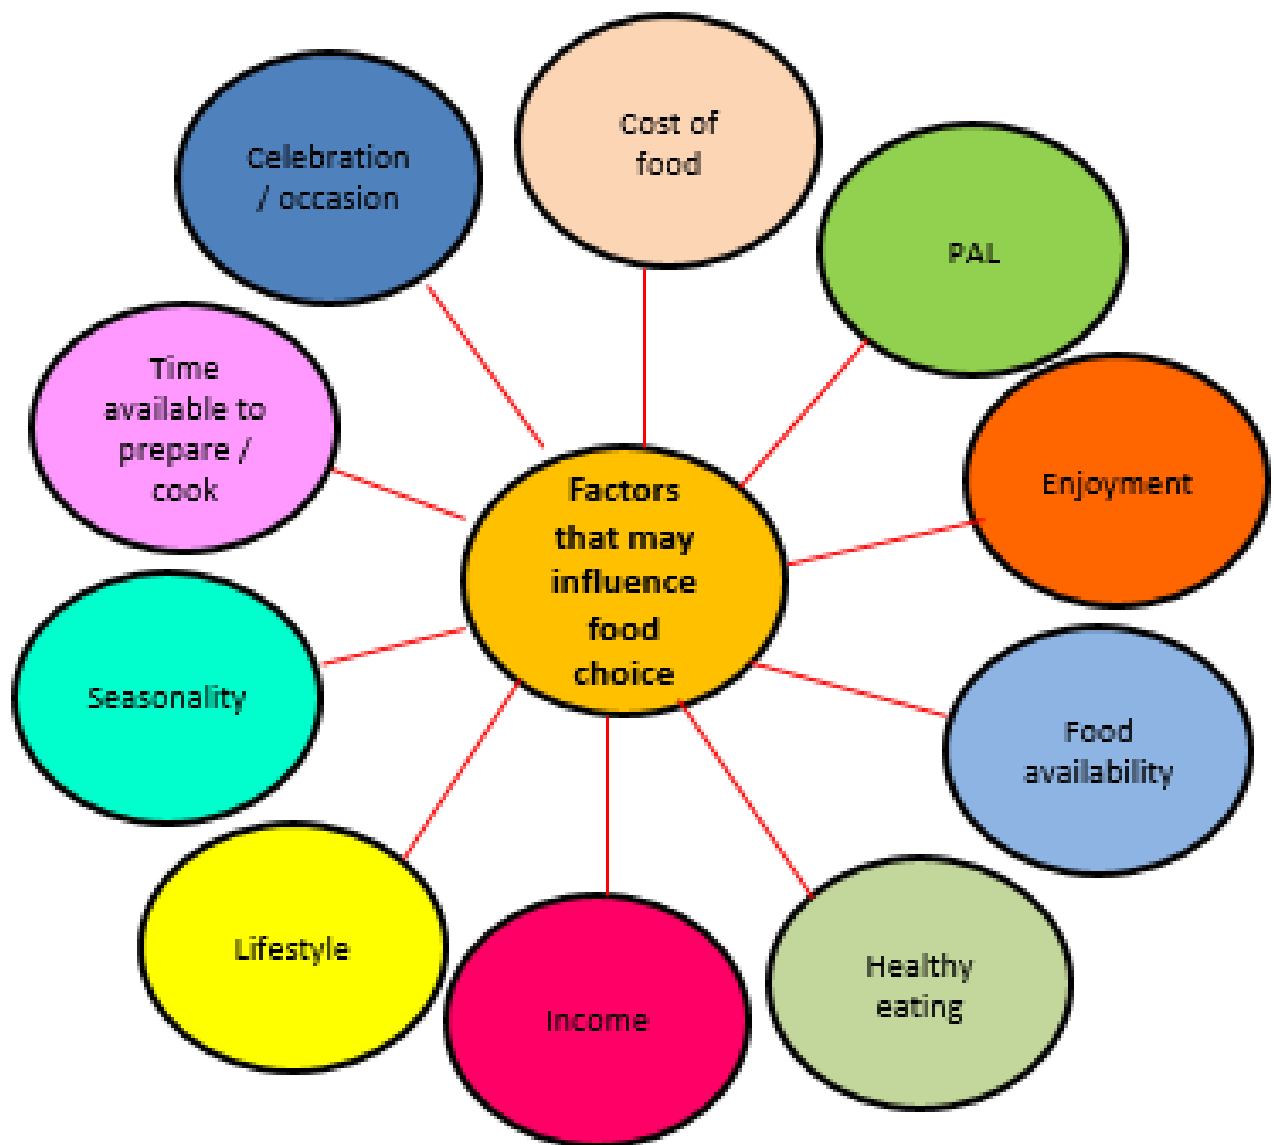 Cost of
food
Celebration
/ occasion
PAL
Time
available to
prepare /
cook
Enjoyment
Factors
that may
influence
food
choice
Seasonality
Food
availability
Lifestyle
Healthy
eating
Income